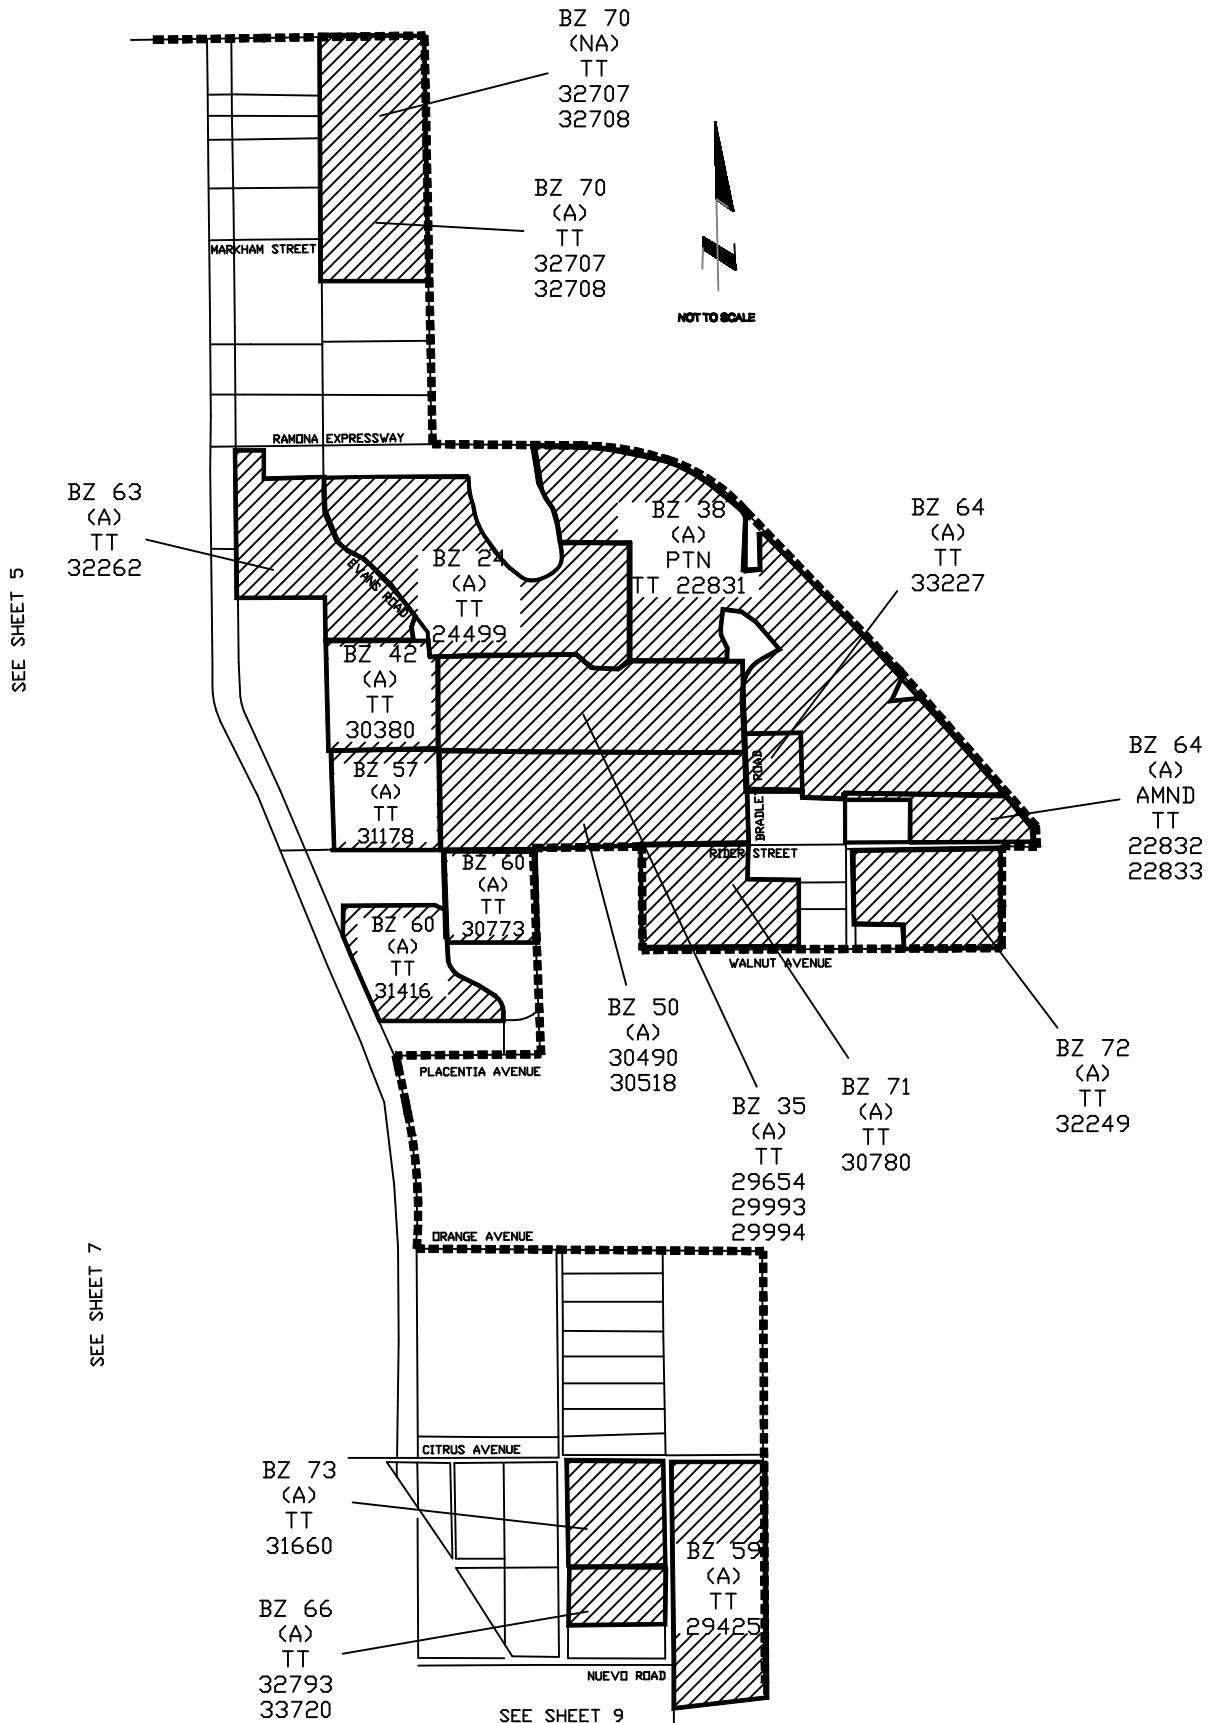 BZ 70
(NA)
TT
32707
32708
BZ 70
(A)
TT
32707
32708
NOT TO SCALE
MARKHAM STREET
RAMONA EXPRESSWAY
BZ 63
(A)
TT
32262
SEE SHEET 5
EVANS ROAD
BZ 24
(A)
TT
24499
BZ 38
(A)
PTN
TT 22831
BZ 64
(A)
TT
33227
BZ 42
(A)
TT
30380
BZ 57
(A)
TT
31178
BRADLEY ROAD
BZ 64
(A)
AMND
TT
22832
22833
RIDER STREET
BZ 60
(A)
TT
30773
BZ 60
(A)
TT
31416
WALNUT AVENUE
BZ 50
(A)
30490
30518
PLACENTIA AVENUE
BZ 35
(A)
TT
29654
29993
29994
BZ 71
(A)
TT
30780
BZ 72
(A)
TT
32249
SEE SHEET 7
ORANGE AVENUE
CITRUS AVENUE
BZ 73
(A)
TT
31660
BZ 59
(A)
TT
29425
BZ 66
(A)
TT
32793
33720
NUEVO ROAD
SEE SHEET 9